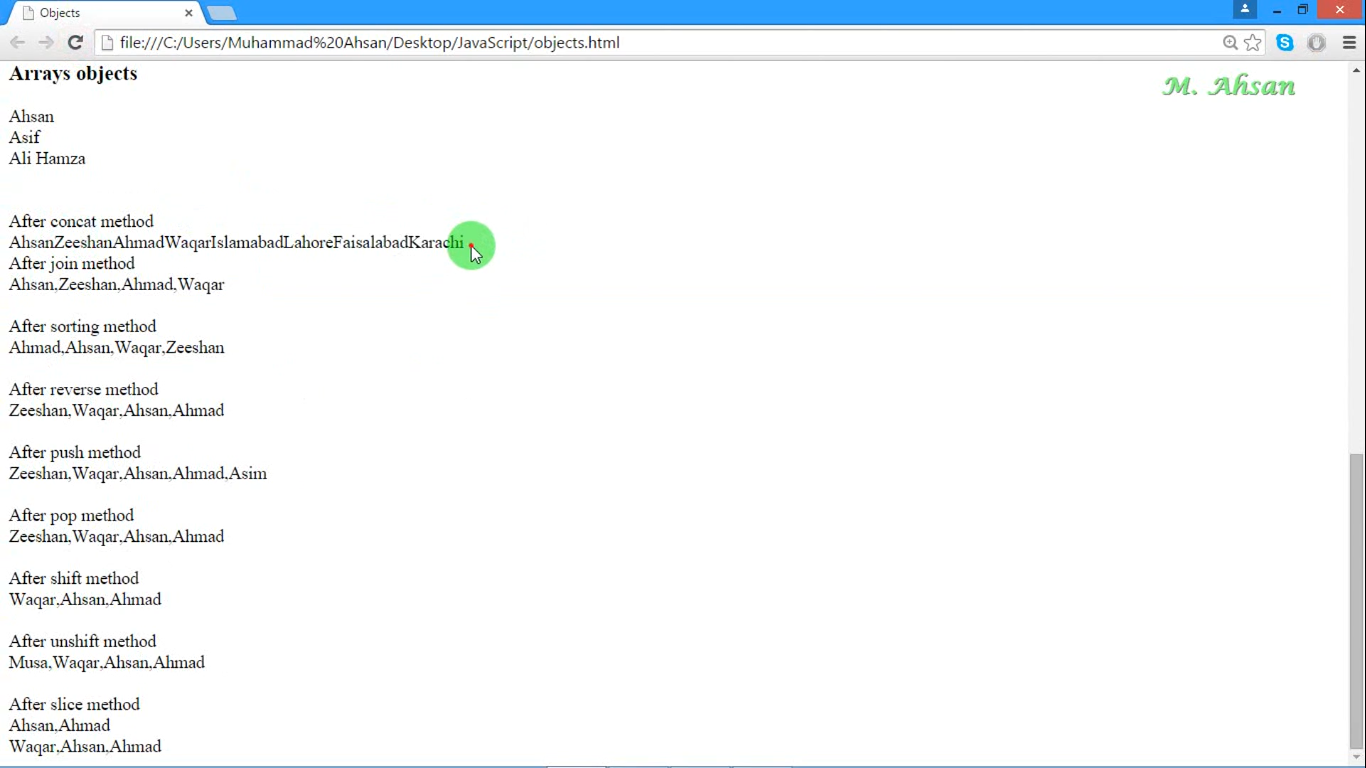 Objects
file:///C:/Users/Muhammad%20Ahsan/Desktop/JavaScript/objects.html
Arrays objects
M. Ahsan
Ahsan
Asif
Ali Hamza
After concat method
AhsanZeeshanAhmadWaqarIslamabadLahoreFaisalabadKarachi
After join method
Ahsan,Zeeshan,Ahmad,Waqar
After sorting method
Ahmad,Ahsan,Waqar,Zeeshan
After reverse method
Zeeshan,Waqar,Ahsan,Ahmad
After push method
Zeeshan,Waqar,Ahsan,Ahmad,Asim
After pop method
Zeeshan,Waqar,Ahsan,Ahmad
After shift method
Waqar,Ahsan,Ahmad
After unshift method
Musa,Waqar,Ahsan,Ahmad
After slice method
Ahsan,Ahmad
Waqar,Ahsan,Ahmad